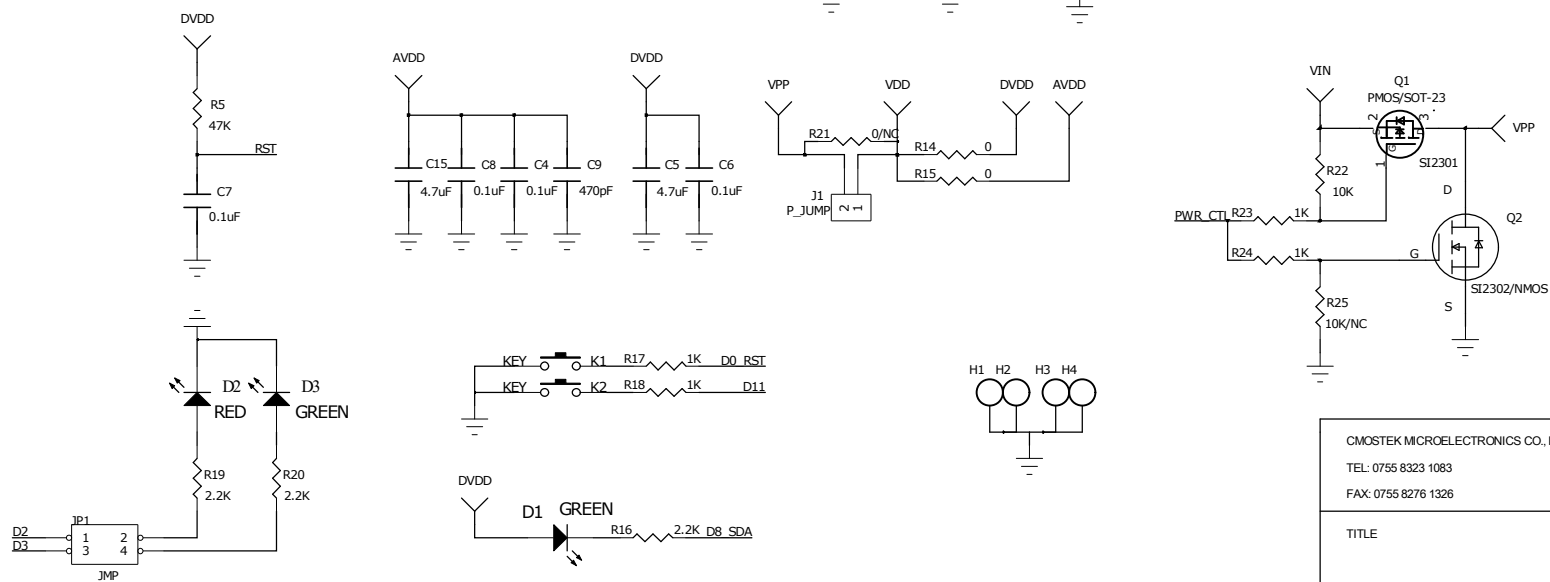 DVDD
R5
47K
RST
C7
0.1uF
AVDD
C15
4.7uF
C8
0.1uF
C4
0.1uF
C9
470pF
DVDD
C5
4.7uF
C6
0.1uF
VPP
VDD
DVDD
AVDD
R21
0/NC
R14
0
R15
0
J1
P_JUMP
2
1
VIN
Q1
PMOS/SOT-23
2
S
D
3
G
1
SI2301
VPP
R22
10K
PWR_CTL
R23
1K
R24
1K
R25
10K/NC
D
G
S
Q2
SI2302/NMOS
D2
RED
D3
GREEN
R19
2.2K
R20
2.2K
JP1
D2
D3
1
2
3
4
JMP
KEY
K1
R17
1K
D0_RST
KEY
K2
R18
1K
D11
DVDD
D1
GREEN
R16
2.2K
D8_SDA
H1
H2
H3
H4
CMOSTEK MICROELECTRONICS CO.,
TEL: 0755 8323 1083
FAX: 0755 8276 1326
TITLE